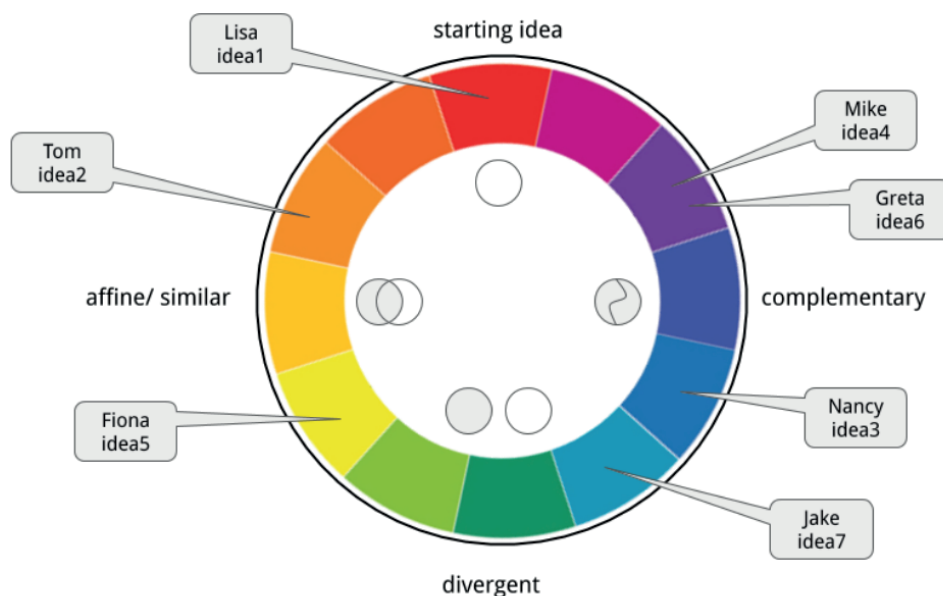 Lisa
idea1
starting idea
Mike
idea4
Tom
idea2
Greta
idea6
affine/ similar
complementary
Fiona
idea5
Nancy
idea3
Jake
idea7
divergent